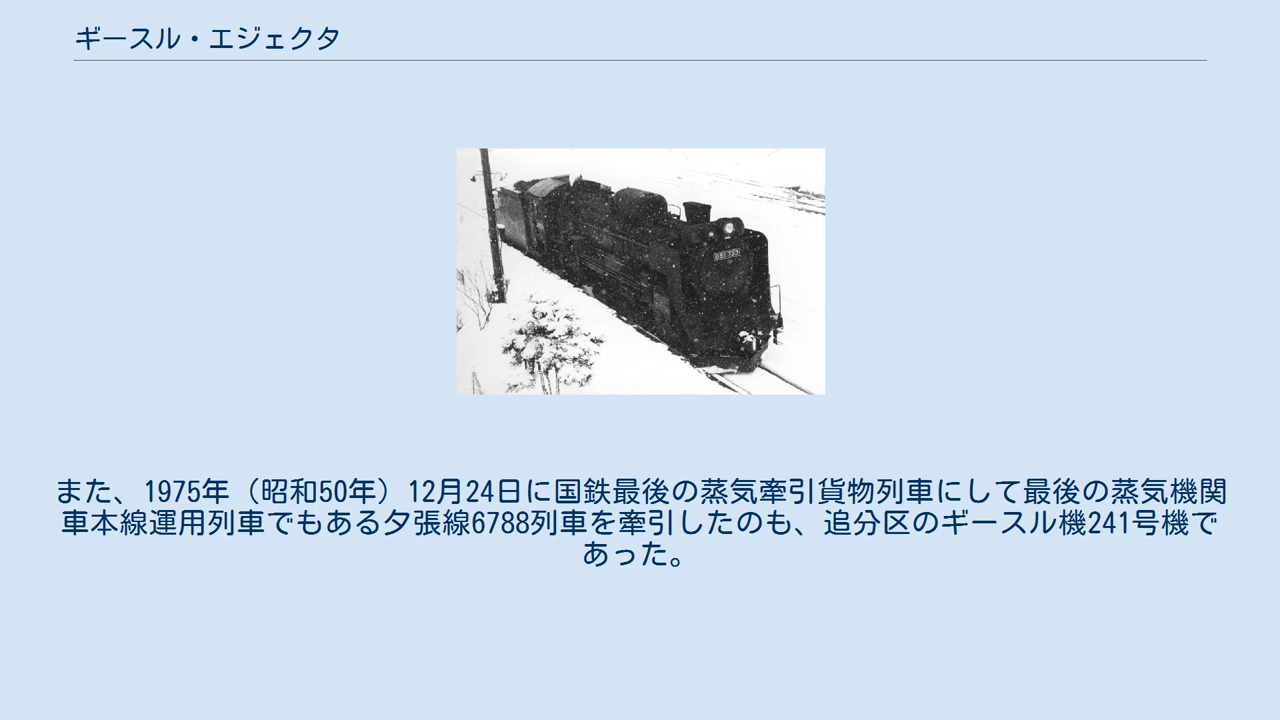 ギースル・エジェクタ
また、1975年（昭和50年）12月24日に国鉄最後の蒸気牽引貨物列車にして最後の蒸気機関
車本線運用列車でもある夕張線6788列車を牽引したのも、追分区のギースル機241号機で
あった。